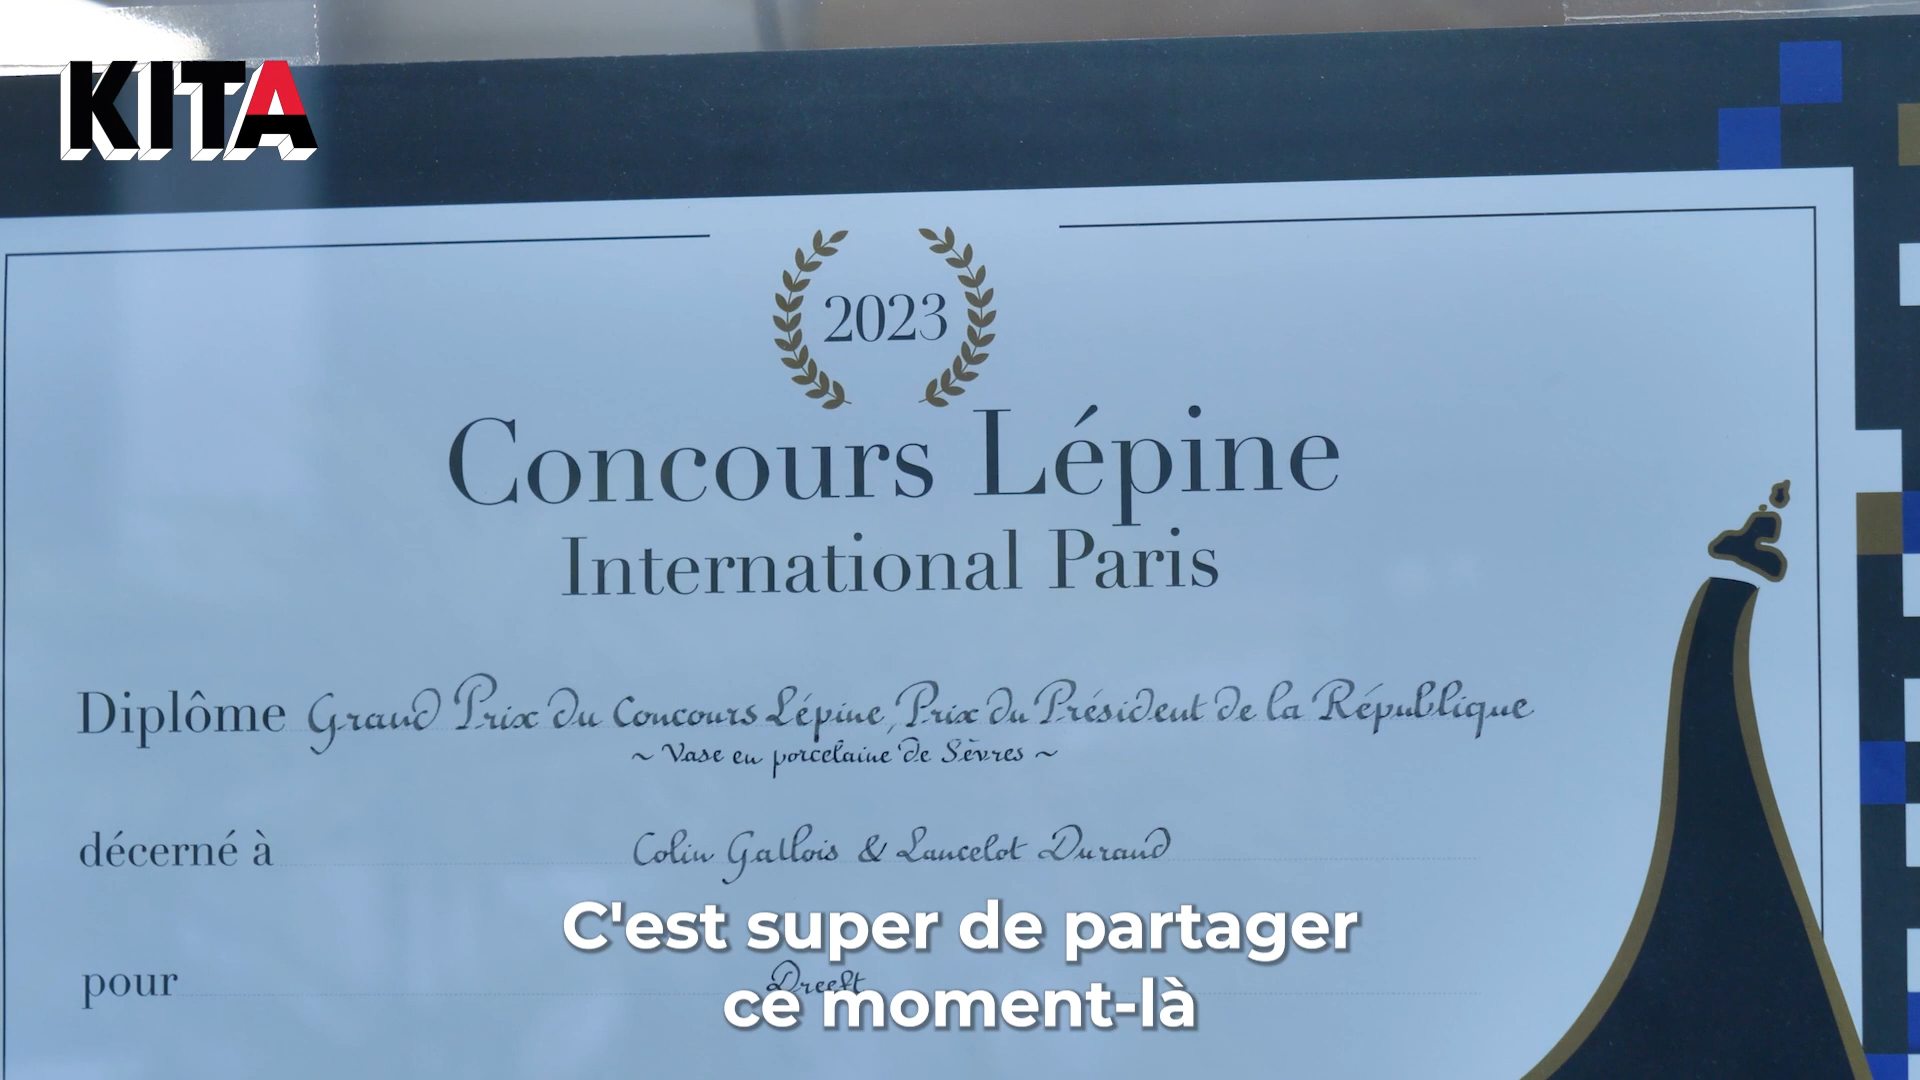 KITA
2023
Concours Lépine
International Paris
Diplôme Grand Prix du Concours Lépine, Prix du Président de la République
~ Vase en porcelaine de Sèvres ~
décerné à Colin Gallois & Lancelot Durand
C'est super de partager
pour Dreeft
ce moment-là